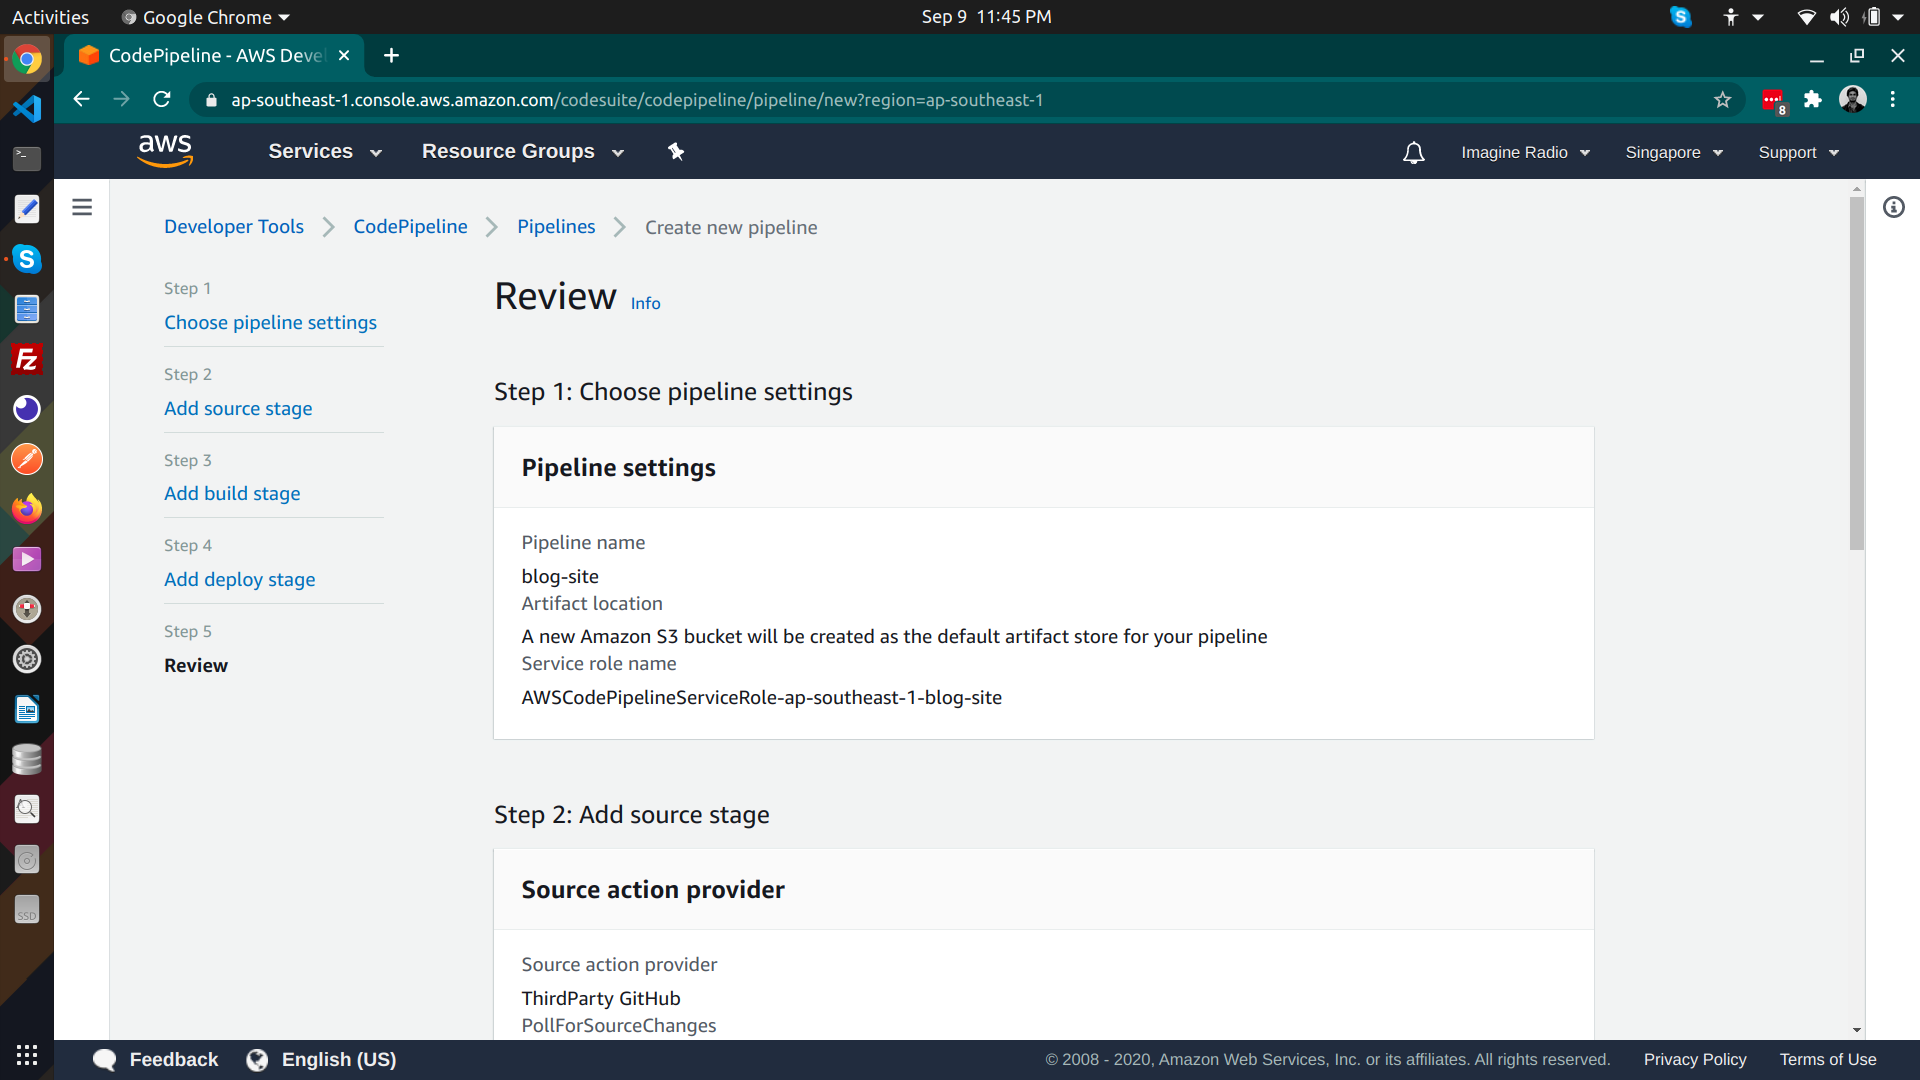 Activities Google Chrome Sep 9 11:45 PM
CodePipeline - AWS Deve
ap-southeast-1.console.aws.amazon.com/codesuite/codepipeline/pipeline/new?region=ap-southeast-1 8
aws Services Resource Groups Imagine Radio Singapore Support
Developer Tools CodePipeline Pipelines Create new pipeline
Step 1
Choose pipeline settings
Step 2
Add source stage
Step 3
Add build stage
Step 4
Add deploy stage
Step 5
Review
Review Info
Step 1: Choose pipeline settings
Pipeline settings
Pipeline name
blog-site
Artifact location
A new Amazon S3 bucket will be created as the default artifact store for your pipeline
Service role name
AWSCodePipelineServiceRole-ap-southeast-1-blog-site
Step 2: Add source stage
Source action provider
Source action provider
ThirdParty GitHub
PollForSourceChanges
SSD
Feedback English (US) © 2008 - 2020, Amazon Web Services, Inc. or its affiliates. All rights reserved. Privacy Policy Terms of Use